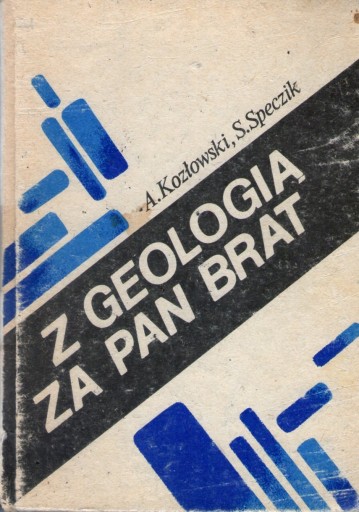 A.Kozłowski, S.Speczik
Z GEOLOGIĄ
ZA PAN BRAT